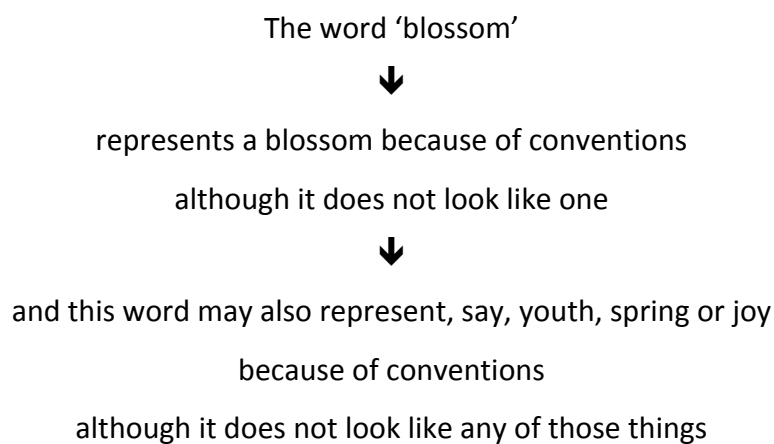 The word ‘blossom’
represents a blossom because of conventions
although it does not look like one
and this word may also represent, say, youth, spring or joy
because of conventions
although it does not look like any of those things